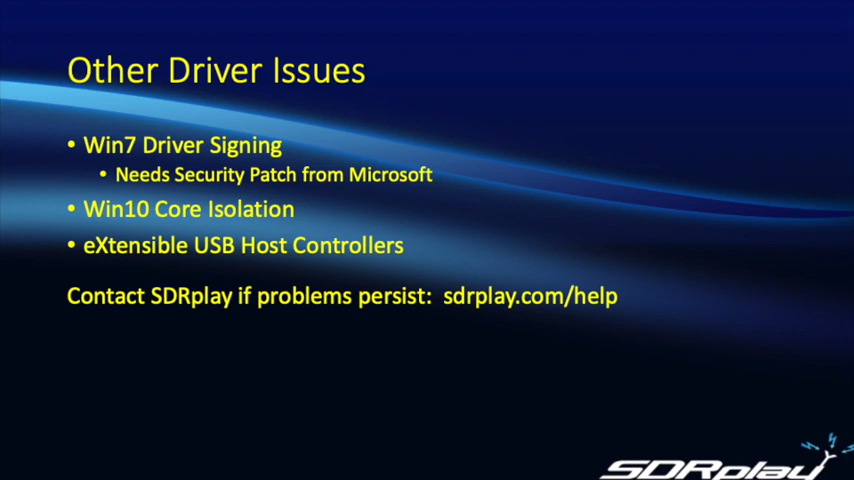 Other Driver Issues
• Win7 Driver Signing
• Needs Security Patch from Microsoft
• Win10 Core Isolation
• eXtensible USB Host Controllers
Contact SDRplay if problems persist: sdrplay.com/help
SDRplay